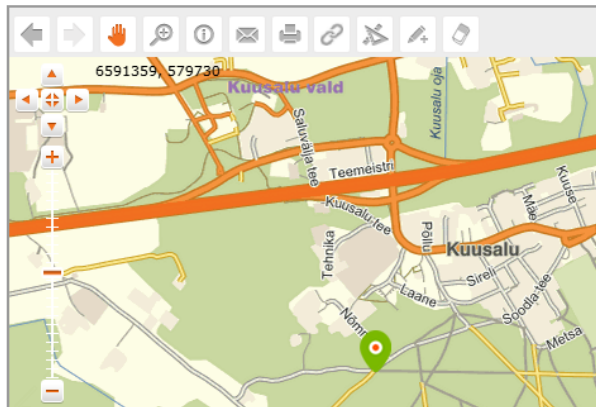 6591359, 579730
Kuusalu vald
Kuusalu oja
Saluvälja-tee
Teemeistri
Kuuse
Mäe
Kuusalu-tee
Põllu
Tehnika
Kuusalu
Sireli
Laane
Soodla-tee
Metsa